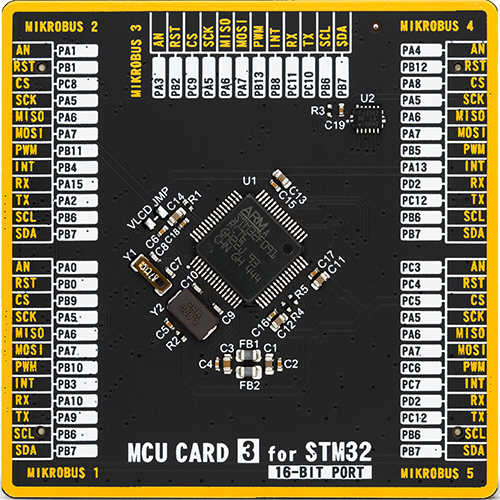 MIKROBUS 2
AN PA1
RST PB1
CS PC8
SCK PA5
MISO PA6
MOSI PA7
PWM PB11
INT PB4
RX PA15
TX PA2
SCL PB6
SDA PB7
MIKROBUS 3
AN PA3
RST PB2
CS PC9
SCK PA5
MISO PA6
MOSI PA7
PWM PB13
INT PB8
RX PC11
TX PC10
SCL PB6
SDA PB7
MIKROBUS 4
PA4 AN
PB12 RST
PA8 CS
PA5 SCK
PA6 MISO
PA7 MOSI
PB5 PWM
PA13 INT
PD2 RX
PC12 TX
PB6 SCL
PB7 SDA
U2
R3
C19
U1
C13
C15
VLCD JMP
C14
R1
C6
C18
C8
Y1
C7
C10
ARM
Y2
C9
C5
R2
C17
C11
R5
C16
C12
R4
FB1
C3
C1
C4
C2
FB2
AN PA0
RST PB0
CS PB9
SCK PA5
MISO PA6
MOSI PA7
PWM PB10
INT PB3
RX PA10
TX PA9
SCL PB6
SDA PB7
MIKROBUS 1
PC3 AN
PC4 RST
PB9 CS
PA5 SCK
PA6 MISO
PA7 MOSI
PC6 PWM
PC7 INT
PD2 RX
PC12 TX
PB6 SCL
PB7 SDA
MIKROBUS 5
MCU CARD 3 for STM32
16-BIT PORT